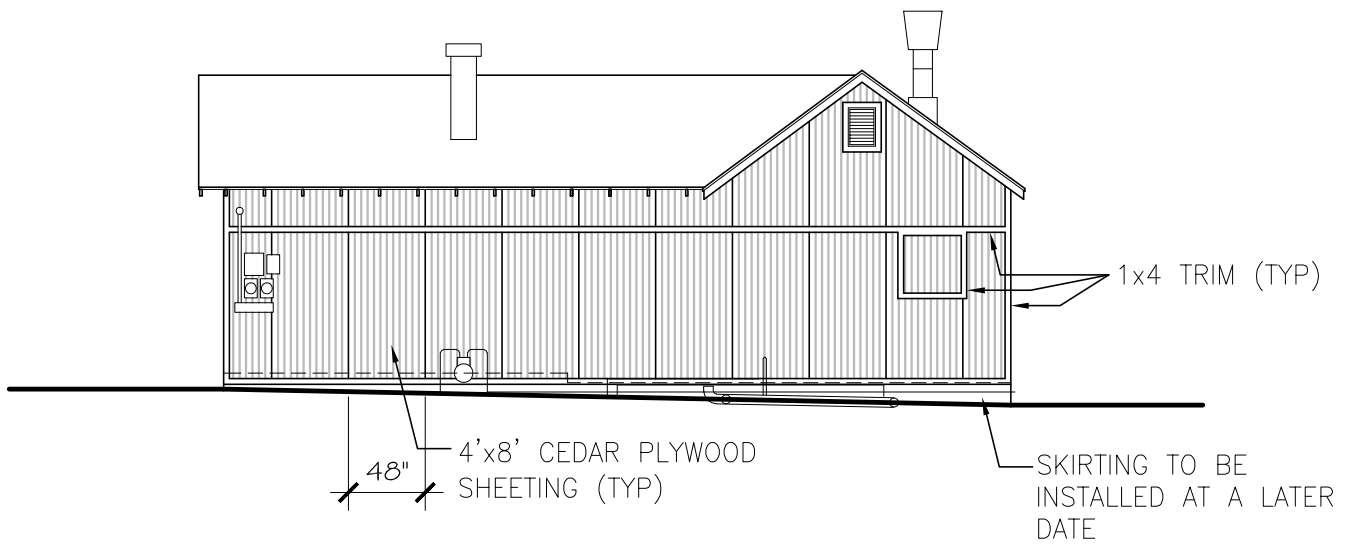 1x4 TRIM (TYP)
4'x8' CEDAR PLYWOOD
SHEETING (TYP)
48"
SKIRTING TO BE
INSTALLED AT A LATER
DATE